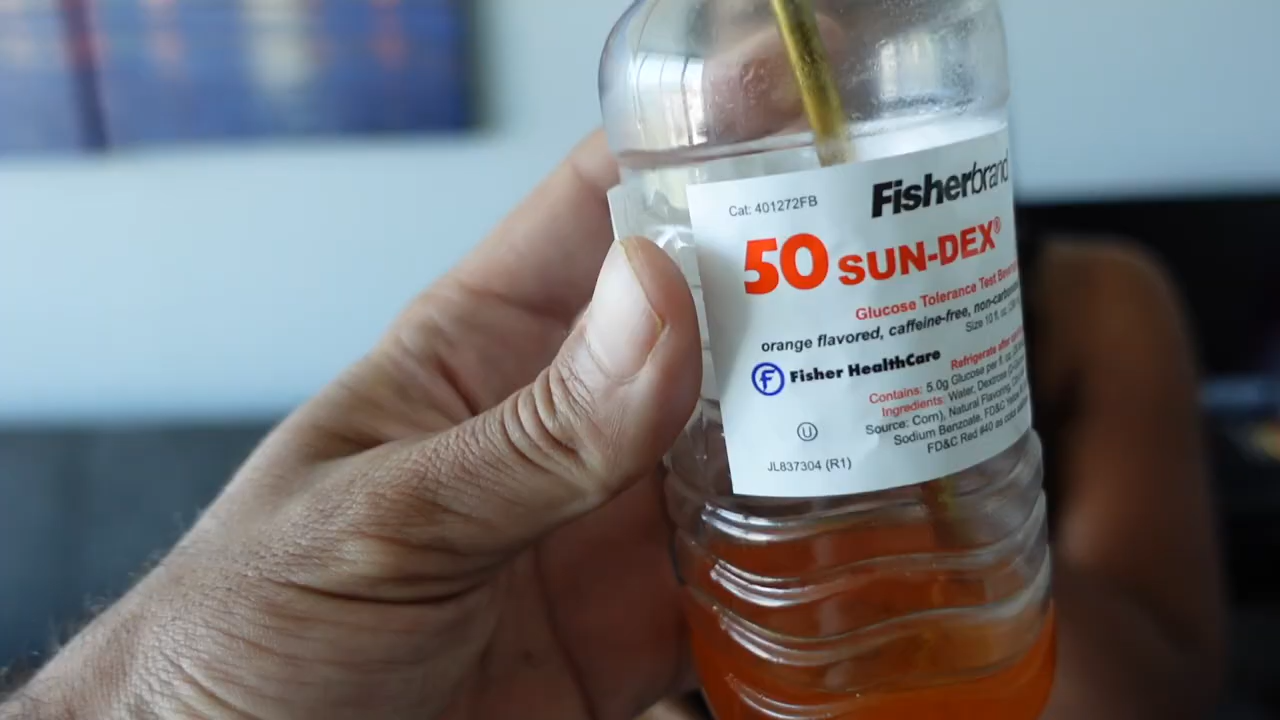 Cat: 401272FB
Fisherbrand
50 SUN-DEX®
Glucose Tolerance Test
orange flavored, caffeine-free,
Size 10 fl. oz.
F Fisher HealthCare
Refrigerate after
Contains: 5.0g Glucose per fl. oz.
Ingredients: Water, Dextrose
Source: Corn), Natural Flavoring,
Sodium Benzoate, FD&C
FD&C Red #40 as
U
JL837304 (R1)